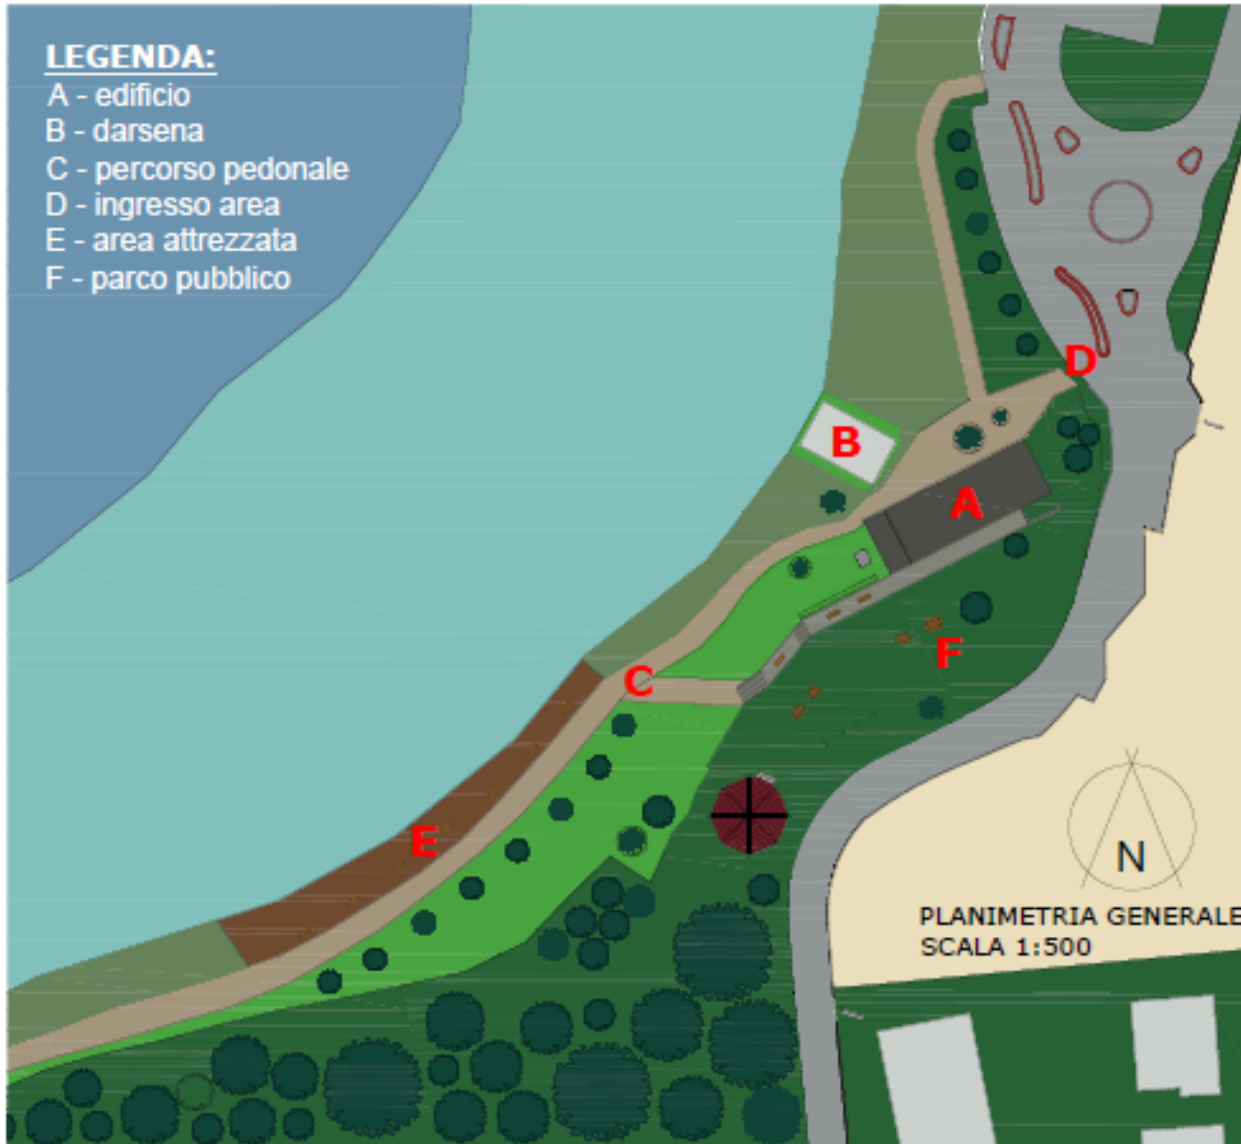 LEGENDA:
A - edificio
B - darsena
C - percorso pedonale
D - ingresso area
E - area attrezzata
F - parco pubblico
D
B
A
F
C
E
N
PLANIMETRIA GENERALE
SCALA 1:500